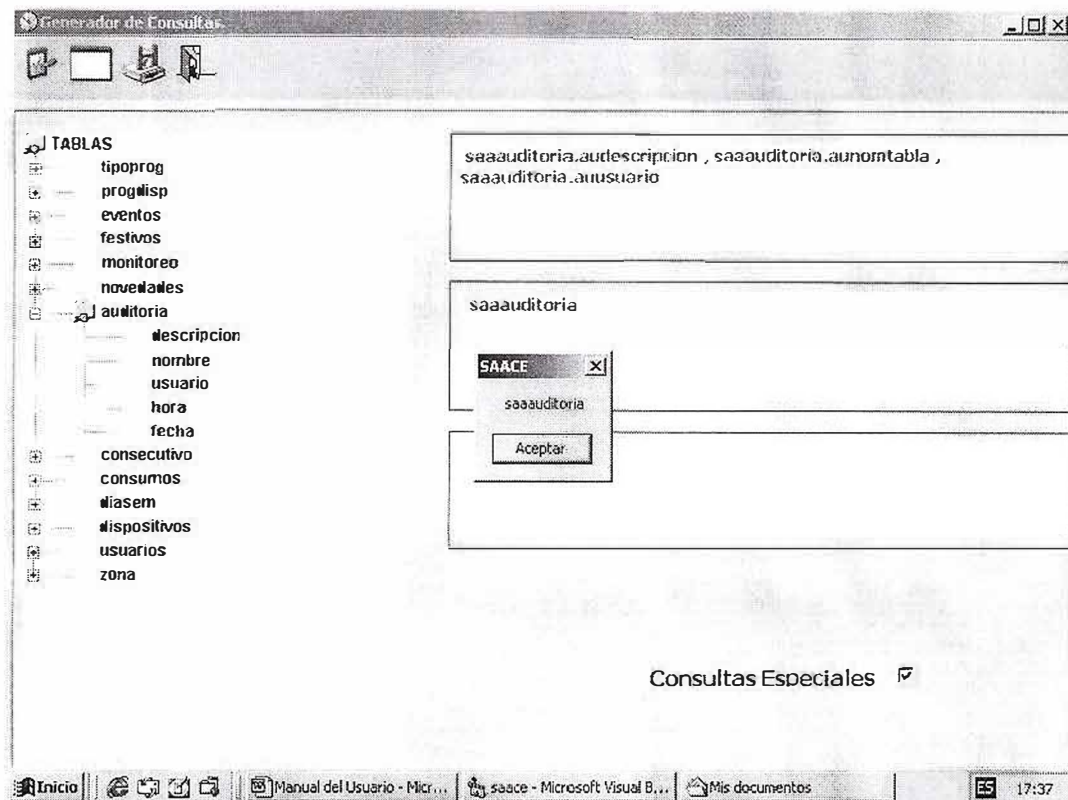 Generador de Consultas.
TABLAS
tipoprog
progdisp
eventos
festivos
monitoreo
novedades
auditoria
descripcion
nombre
usuario
hora
fecha
consecutivo
consumos
diasem
dispositivos
usuarios
zona
saaauditoria.audescripcion , saaauditoria.aunomtabla ,
saaauditoria.auusuario
saaauditoria
SAACE
saaauditoria
Aceptar
Consultas Especiales
Inicio
Manual del Usuario - Micr...
saace - Microsoft Visual B...
Mis documentos
ES
17:37